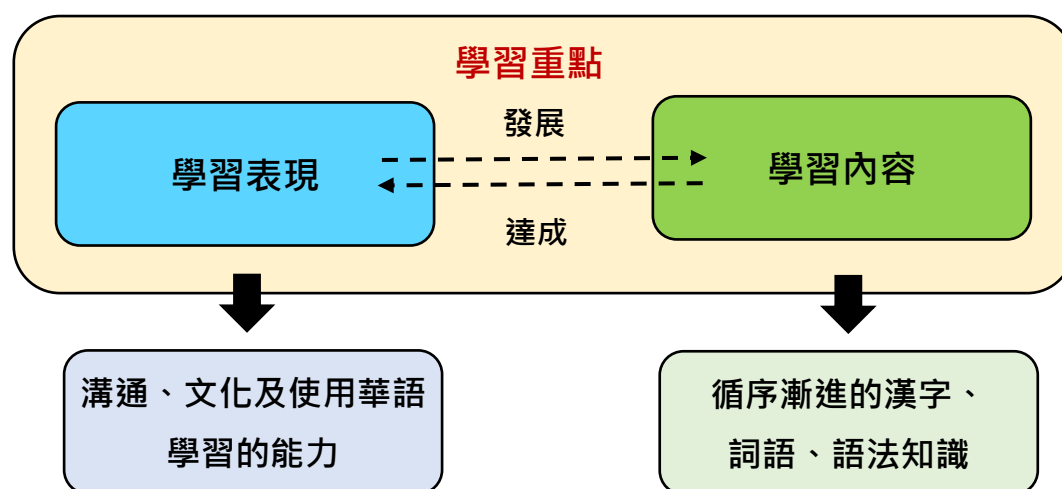 學習重點
發展
學習表現
學習內容
達成
溝通、文化及使用華語
學習的能力
循序漸進的漢字、
詞語、語法知識